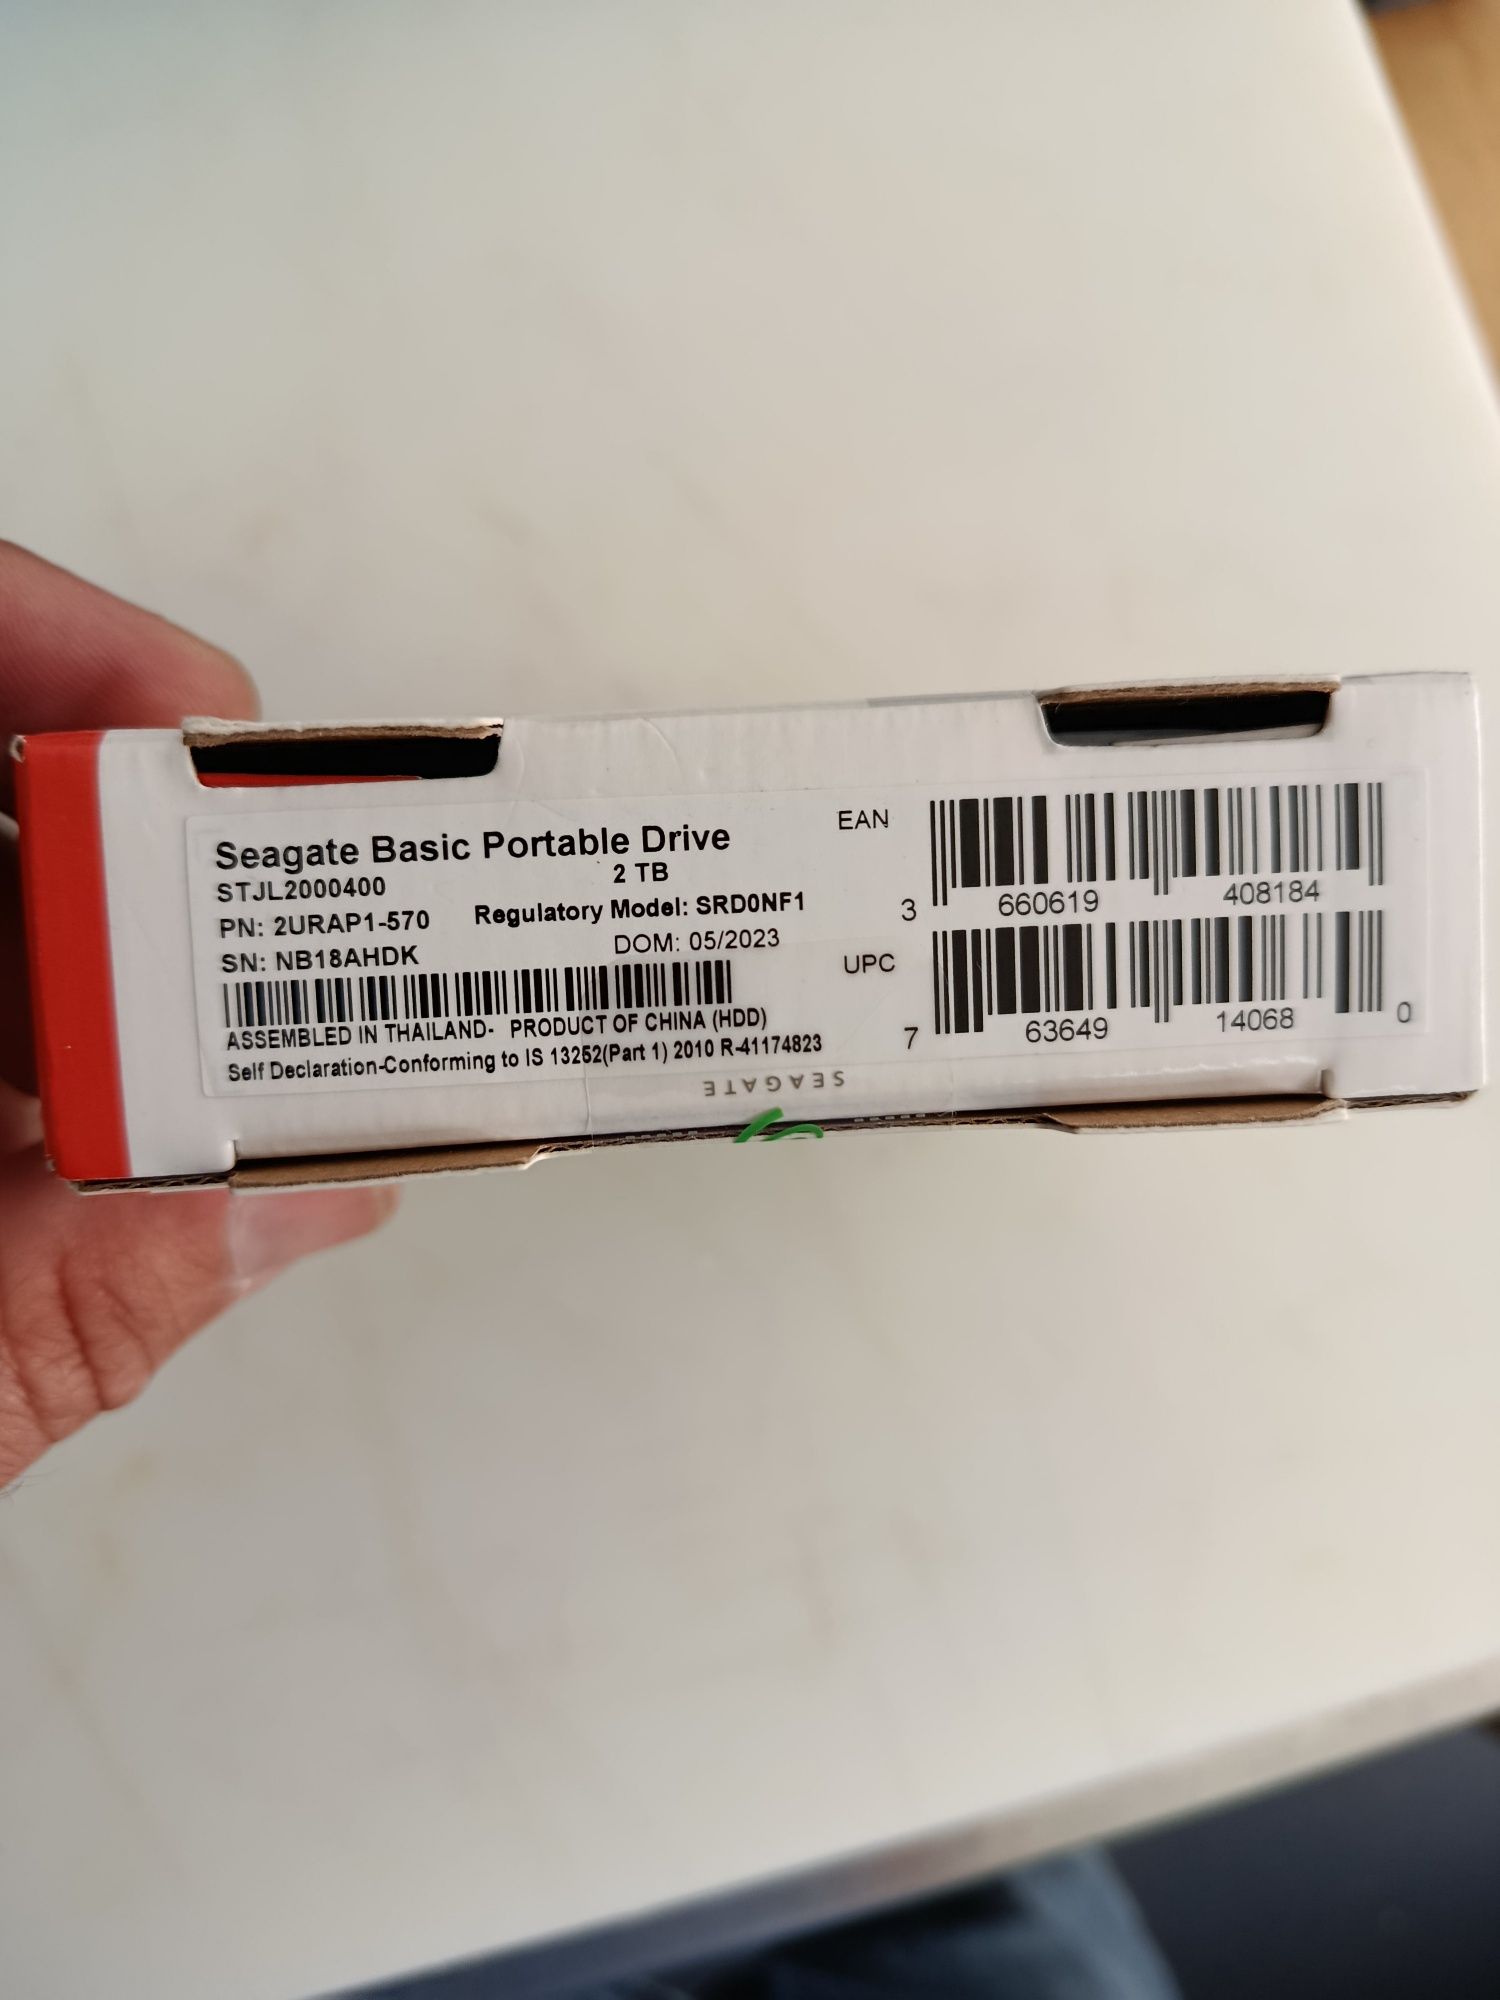 Seagate Basic Portable Drive
STJL2000400
2 TB
PN: 2URAP1-570
Regulatory Model: SRD0NF1
SN: NB18AHDK
DOM: 05/2023
ASSEMBLED IN THAILAND- PRODUCT OF CHINA (HDD)
Self Declaration-Conforming to IS 13252(Part 1) 2010 R-41174823
EAN
3 660619 408184
UPC
7 63649 14068 0
SEAGATE